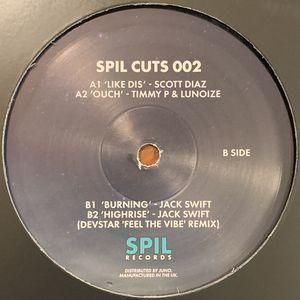 SPIL CUTS 002
A1 'LIKE DIS' - SCOTT DIAZ
A2 'OUCH' - TIMMY P & LUNOIZE
B SIDE
B1 'BURNING' - JACK SWIFT
B2 'HIGHRISE' - JACK SWIFT
(DEVSTAR 'FEEL THE VIBE' REMIX)
SPIL
RECORDS
DISTRIBUTED BY JUNO.
MANUFACTURED IN THE UK.